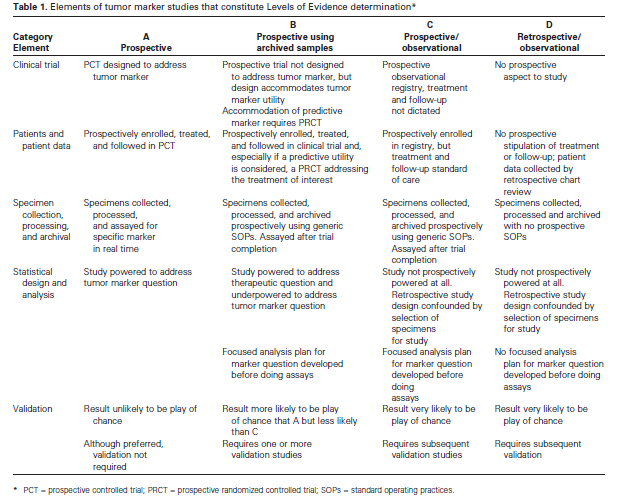 Table 1. Elements of tumor marker studies that constitute Levels of Evidence determination*
Category
Element
A
Prospective
B
Prospective using
archived samples
C
Prospective/
observational
D
Retrospective/
observational
Clinical trial
PCT designed to address
tumor marker
Prospective trial not designed
to address tumor marker, but
design accommodates tumor
marker utility
Accommodation of predictive
marker requires PRCT
Prospective
observational
registry, treatment
and follow-up
not dictated
No prospective
aspect to study
Patients and
patient data
Prospectively enrolled, treated,
and followed in PCT
Prospectively enrolled, treated,
and followed in clinical trial and,
especially if a predictive utility
is considered, a PRCT addressing
the treatment of interest
Prospectively enrolled
in registry, but
treatment and
follow-up standard
of care
No prospective
stipulation of treatment
or follow-up; patient
data collected by
retrospective chart
review
Specimen
collection,
processing,
and archival
Specimens collected,
processed,
and assayed for
specific marker
in real time
Specimens collected,
processed, and archived
prospectively using generic
SOPs. Assayed after trial
completion
Specimens collected,
processed, and
archived prospectively
using generic SOPs.
Assayed after trial
completion
Specimens collected,
processed and archived
with no prospective
SOPs
Statistical
design and
analysis
Study powered to address
tumor marker question
Study powered to address
therapeutic question and
underpowered to address
tumor marker question
Study not prospectively
powered at all.
Retrospective study
design confounded by
selection of
specimens
for study
Study not prospectively
powered at all.
Retrospective study
design confounded by
selection of specimens
for study
Focused analysis plan for
marker question developed
before doing assays
Focused analysis plan
for marker question
developed before
doing
assays
No focused analysis
plan for marker question
developed before doing
assays
Validation
Result unlikely to be play of
chance
Result more likely to be play
of chance that A but less likely
than C
Result very likely to be
play of chance
Result very likely to be
play of chance
Although preferred,
validation not
required
Requires one or more
validation studies
Requires subsequent
validation studies
Requires subsequent
validation
* PCT = prospective controlled trial; PRCT = prospective randomized controlled trial; SOPs = standard operating practices.